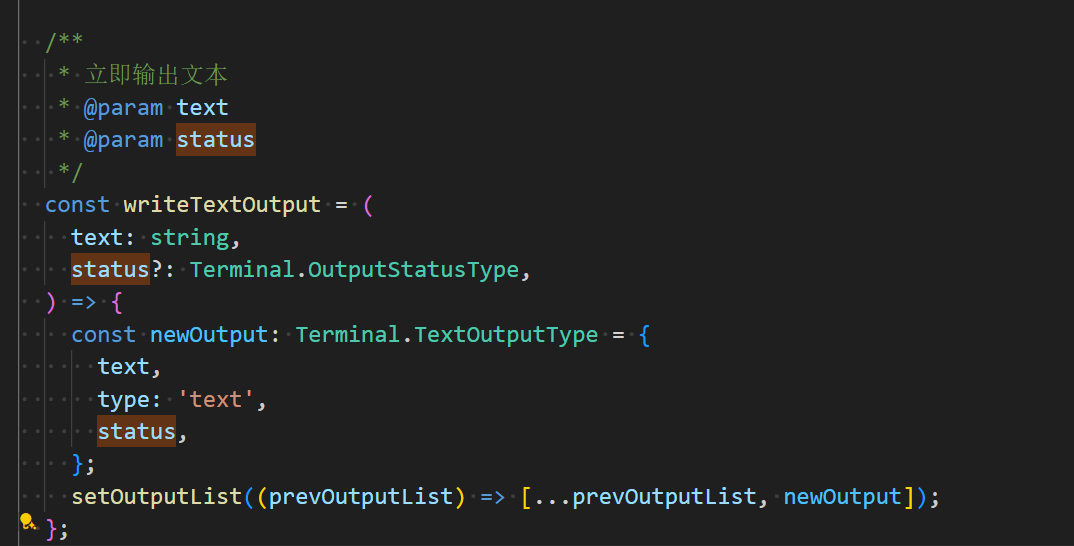 /**
 * 立即输出文本
 * @param text
 * @param status
 */
const writeTextOutput = (
  text: string,
  status?: Terminal.OutputStatusType,
) => {
  const newOutput: Terminal.TextOutputType = {
    text,
    type: 'text',
    status,
  };
  setOutputList((prevOutputList) => [...prevOutputList, newOutput]);
};